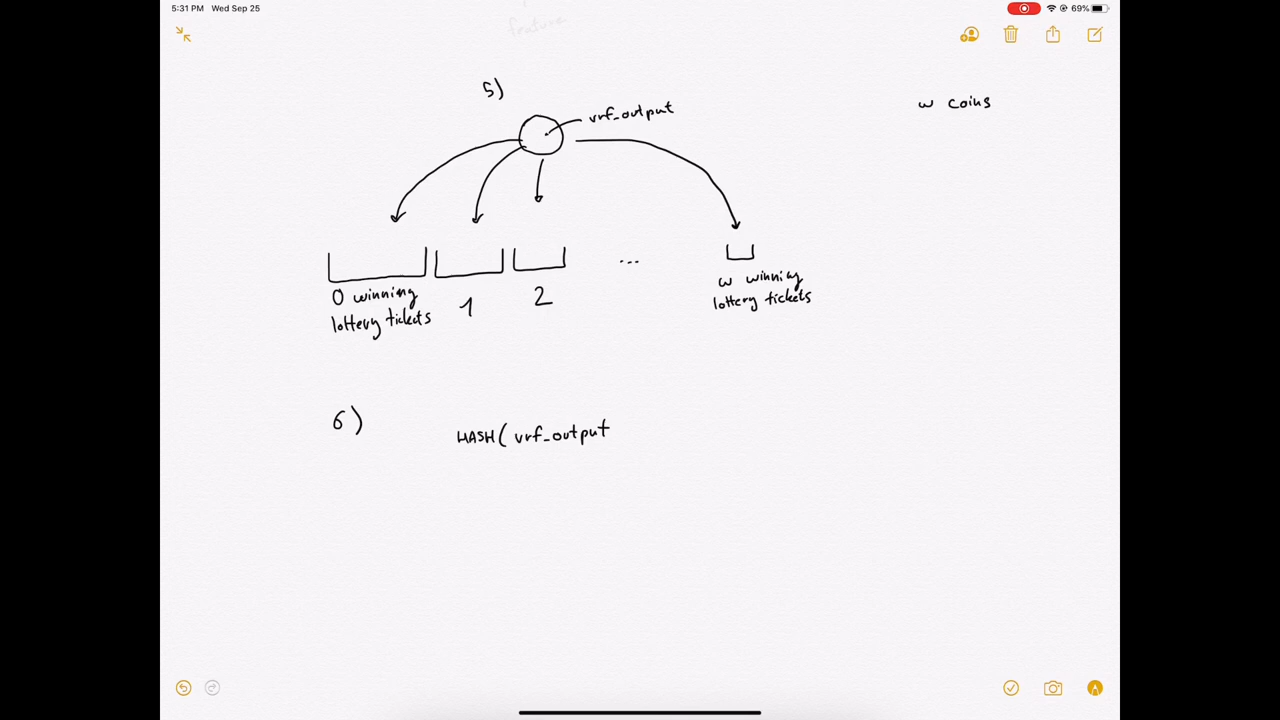 5:31 PM Wed Sep 25
69%
feature
5)
vrf_output
w coins
0 winning
lottery tickets
1
2
...
w winning
lottery tickets
6)
HASH( vrf_output